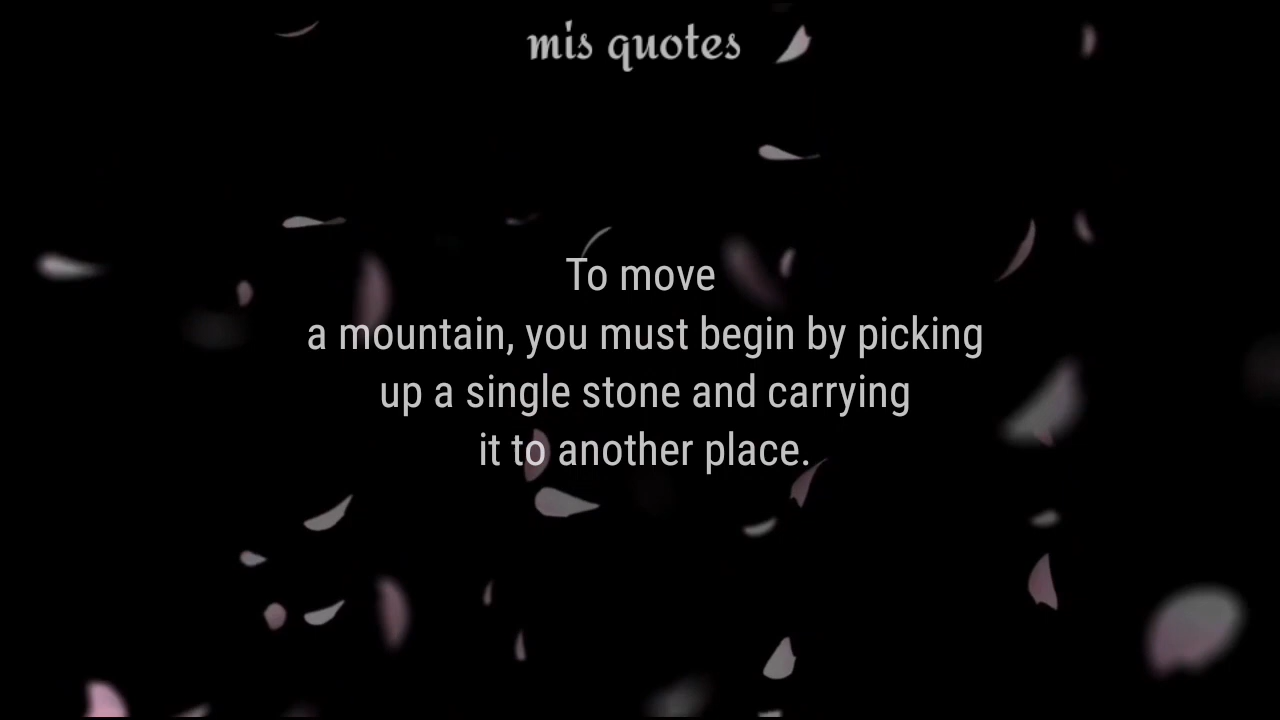 mis quotes
To move
a mountain, you must begin by picking
up a single stone and carrying
it to another place.